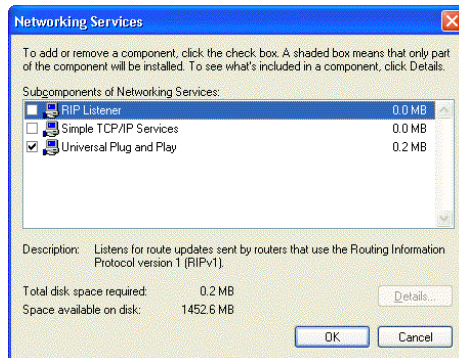 Networking Services
To add or remove a component, click the check box. A shaded box means that only part
of the component will be installed. To see what's included in a component, click Details.
Subcomponents of Networking Services:
RIP Listener 0.0 MB
Simple TCP/IP Services 0.0 MB
Universal Plug and Play 0.2 MB
Description: Listens for route updates sent by routers that use the Routing Information
Protocol version 1 (RIPv1).
Total disk space required: 0.2 MB
Details...
Space available on disk: 1452.6 MB
OK Cancel